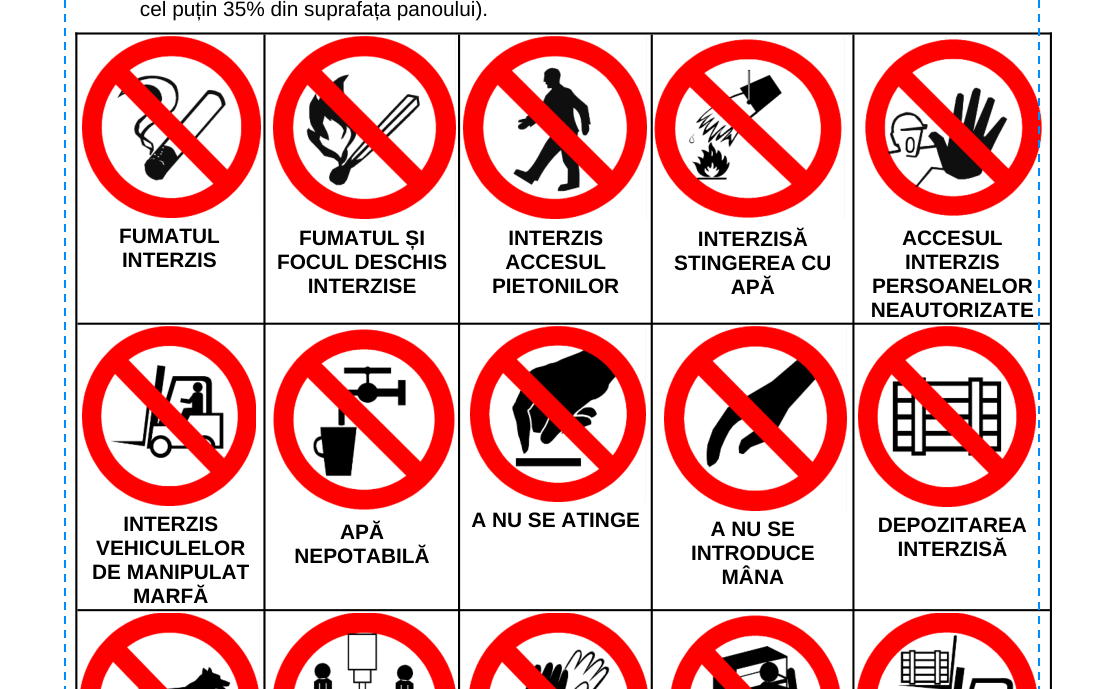 cel puțin 35% din suprafața panoului).
FUMATUL
INTERZIS
FUMATUL ȘI
FOCUL DESCHIS
INTERZISE
INTERZIS
ACCESUL
PIETONILOR
INTERZISĂ
STINGEREA CU
APĂ
ACCESUL
INTERZIS
PERSOANELOR
NEAUTORIZATE
INTERZIS
VEHICULELOR
DE MANIPULAT
MARFĂ
APĂ
NEPOTABILĂ
A NU SE ATINGE
A NU SE
INTRODUCE
MÂNA
DEPOZITAREA
INTERZISĂ